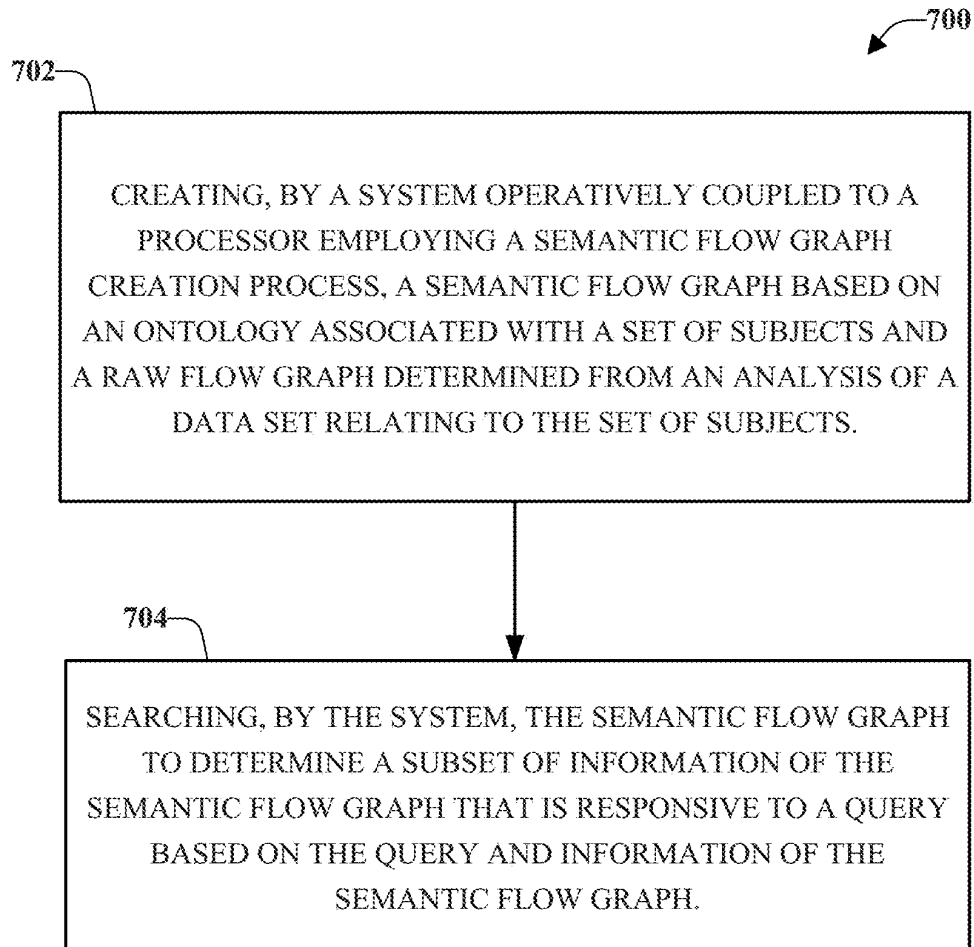 700
702
CREATING, BY A SYSTEM OPERATIVELY COUPLED TO A
PROCESSOR EMPLOYING A SEMANTIC FLOW GRAPH
CREATION PROCESS, A SEMANTIC FLOW GRAPH BASED ON
AN ONTOLOGY ASSOCIATED WITH A SET OF SUBJECTS AND
A RAW FLOW GRAPH DETERMINED FROM AN ANALYSIS OF A
DATA SET RELATING TO THE SET OF SUBJECTS.
704
SEARCHING, BY THE SYSTEM, THE SEMANTIC FLOW GRAPH
TO DETERMINE A SUBSET OF INFORMATION OF THE
SEMANTIC FLOW GRAPH THAT IS RESPONSIVE TO A QUERY
BASED ON THE QUERY AND INFORMATION OF THE
SEMANTIC FLOW GRAPH.